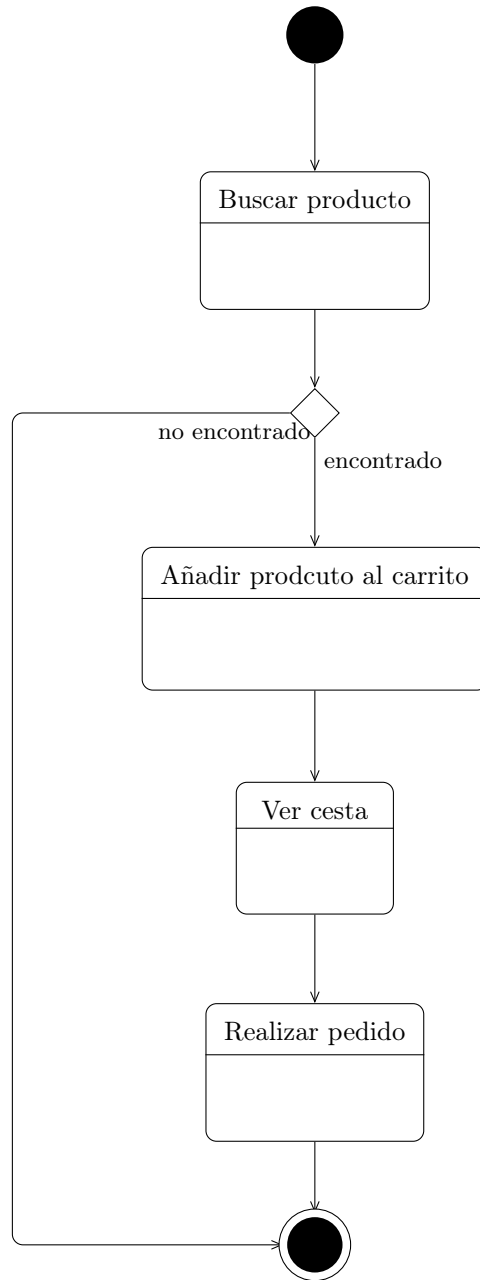 Buscar producto
no encontrado
encontrado
Añadir prodcuto al carrito
Ver cesta
Realizar pedido